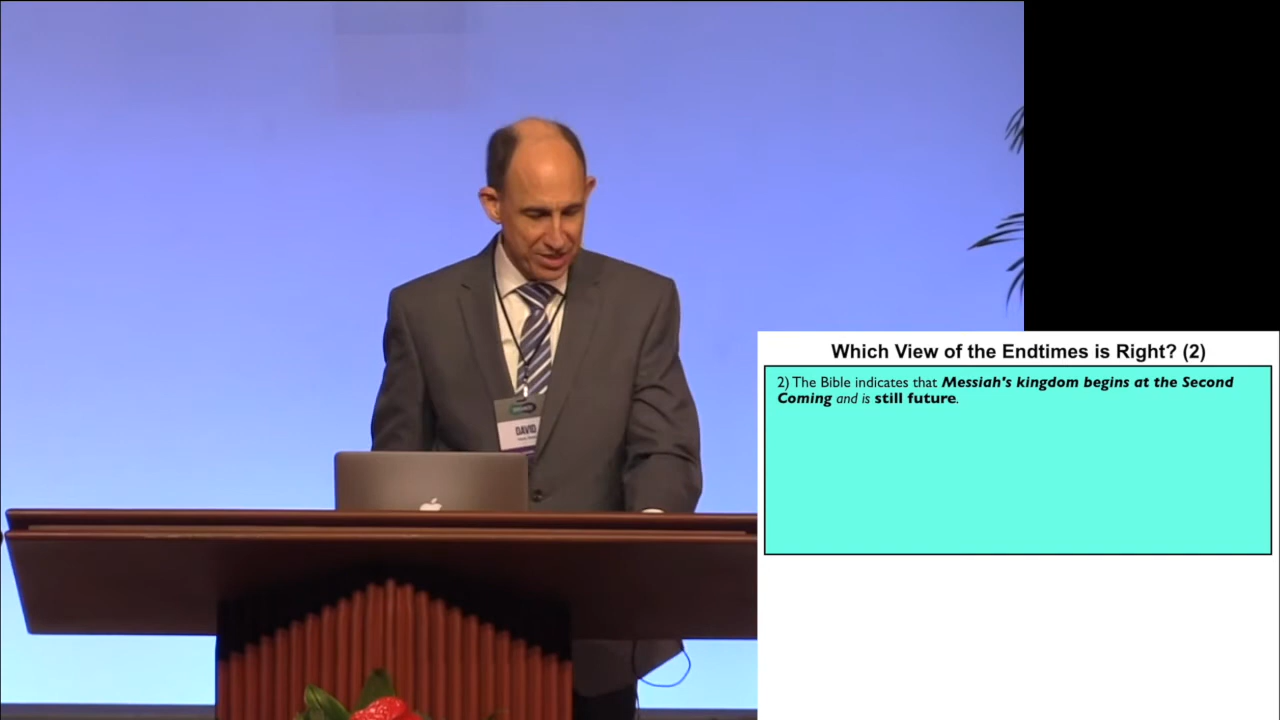 DAVID
Which View of the Endtimes is Right? (2)
2) The Bible indicates that Messiah's kingdom begins at the Second
Coming and is still future.